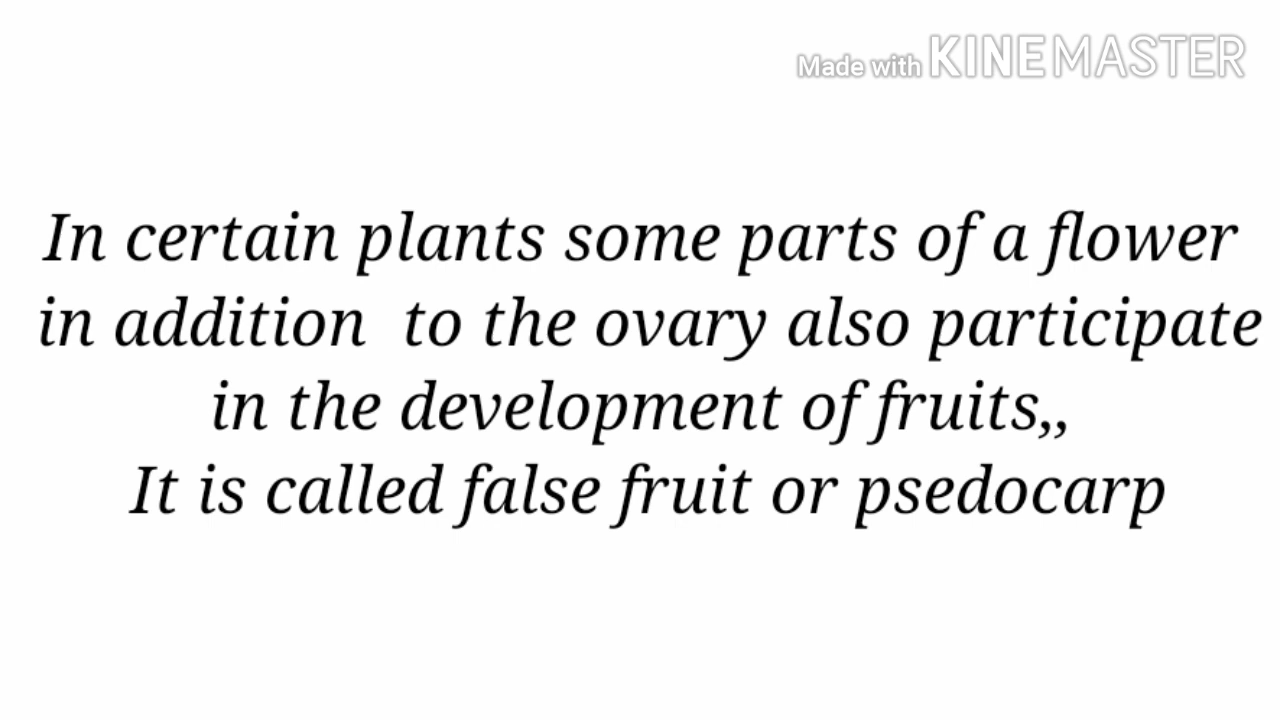 Made with KINEMASTER
In certain plants some parts of a flower
in addition to the ovary also participate
in the development of fruits,,
It is called false fruit or psedocarp